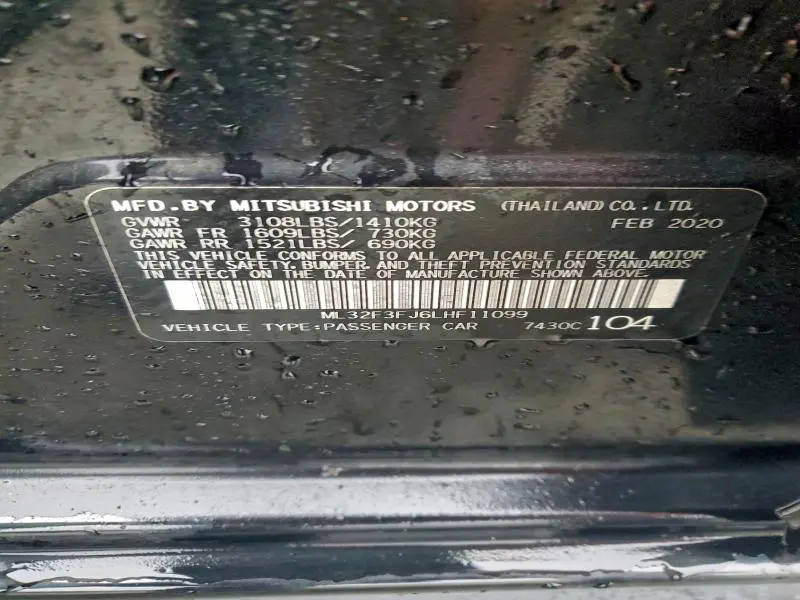 MFD.BY MITSUBISHI MOTORS (THAILAND)CO.,LTD.
GVWR 3108LBS/1410KG FEB 2020
GAWR FR 1609LBS/ 730KG
GAWR RR 1521LBS/ 690KG
THIS VEHICLE CONFORMS TO ALL APPLICABLE FEDERAL MOTOR
VEHICLE SAFETY, BUMPER, AND THEFT PREVENTION STANDARDS
IN EFFECT ON THE DATE OF MANUFACTURE SHOWN ABOVE.
ML32F3FJ6LHF11099
VEHICLE TYPE:PASSENGER CAR 7430C 104